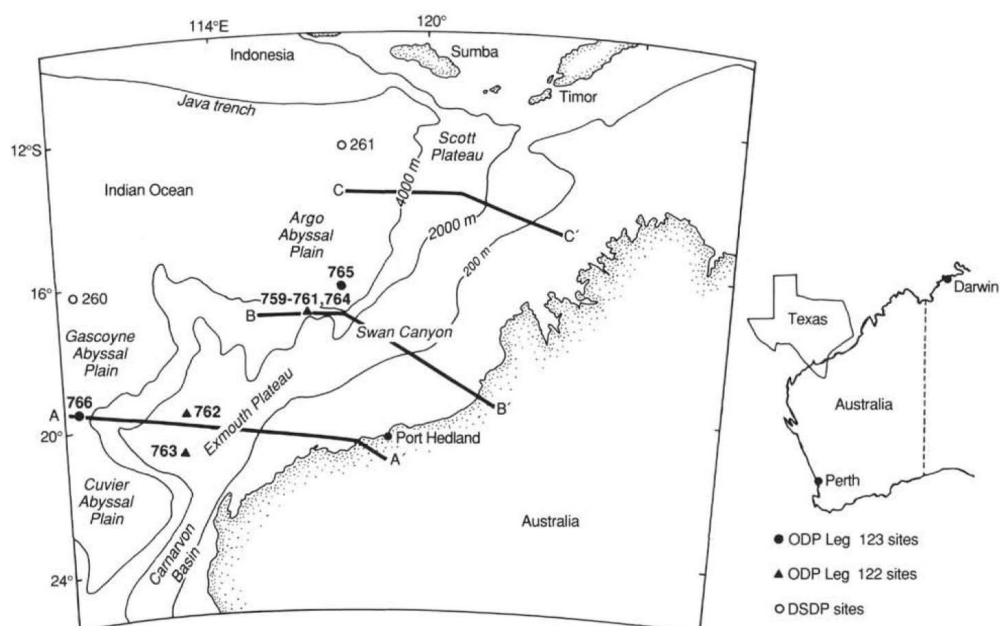 114°E
120°
Indonesia
Sumba
Java trench
Timor
12°S
261
Scott
Plateau
4000 m
Indian Ocean
C
Argo
Abyssal
Plain
2000 m
C´
200 m
765
16°
260
759-761,764
B
Swan Canyon
Gascoyne
Abyssal
Plain
Exmouth Plateau
B´
766
A
762
20°
763
Port Hedland
A´
Cuvier
Abyssal
Plain
Carnarvon
Basin
Australia
24°
Darwin
Texas
Australia
Perth
ODP Leg 123 sites
ODP Leg 122 sites
DSDP sites